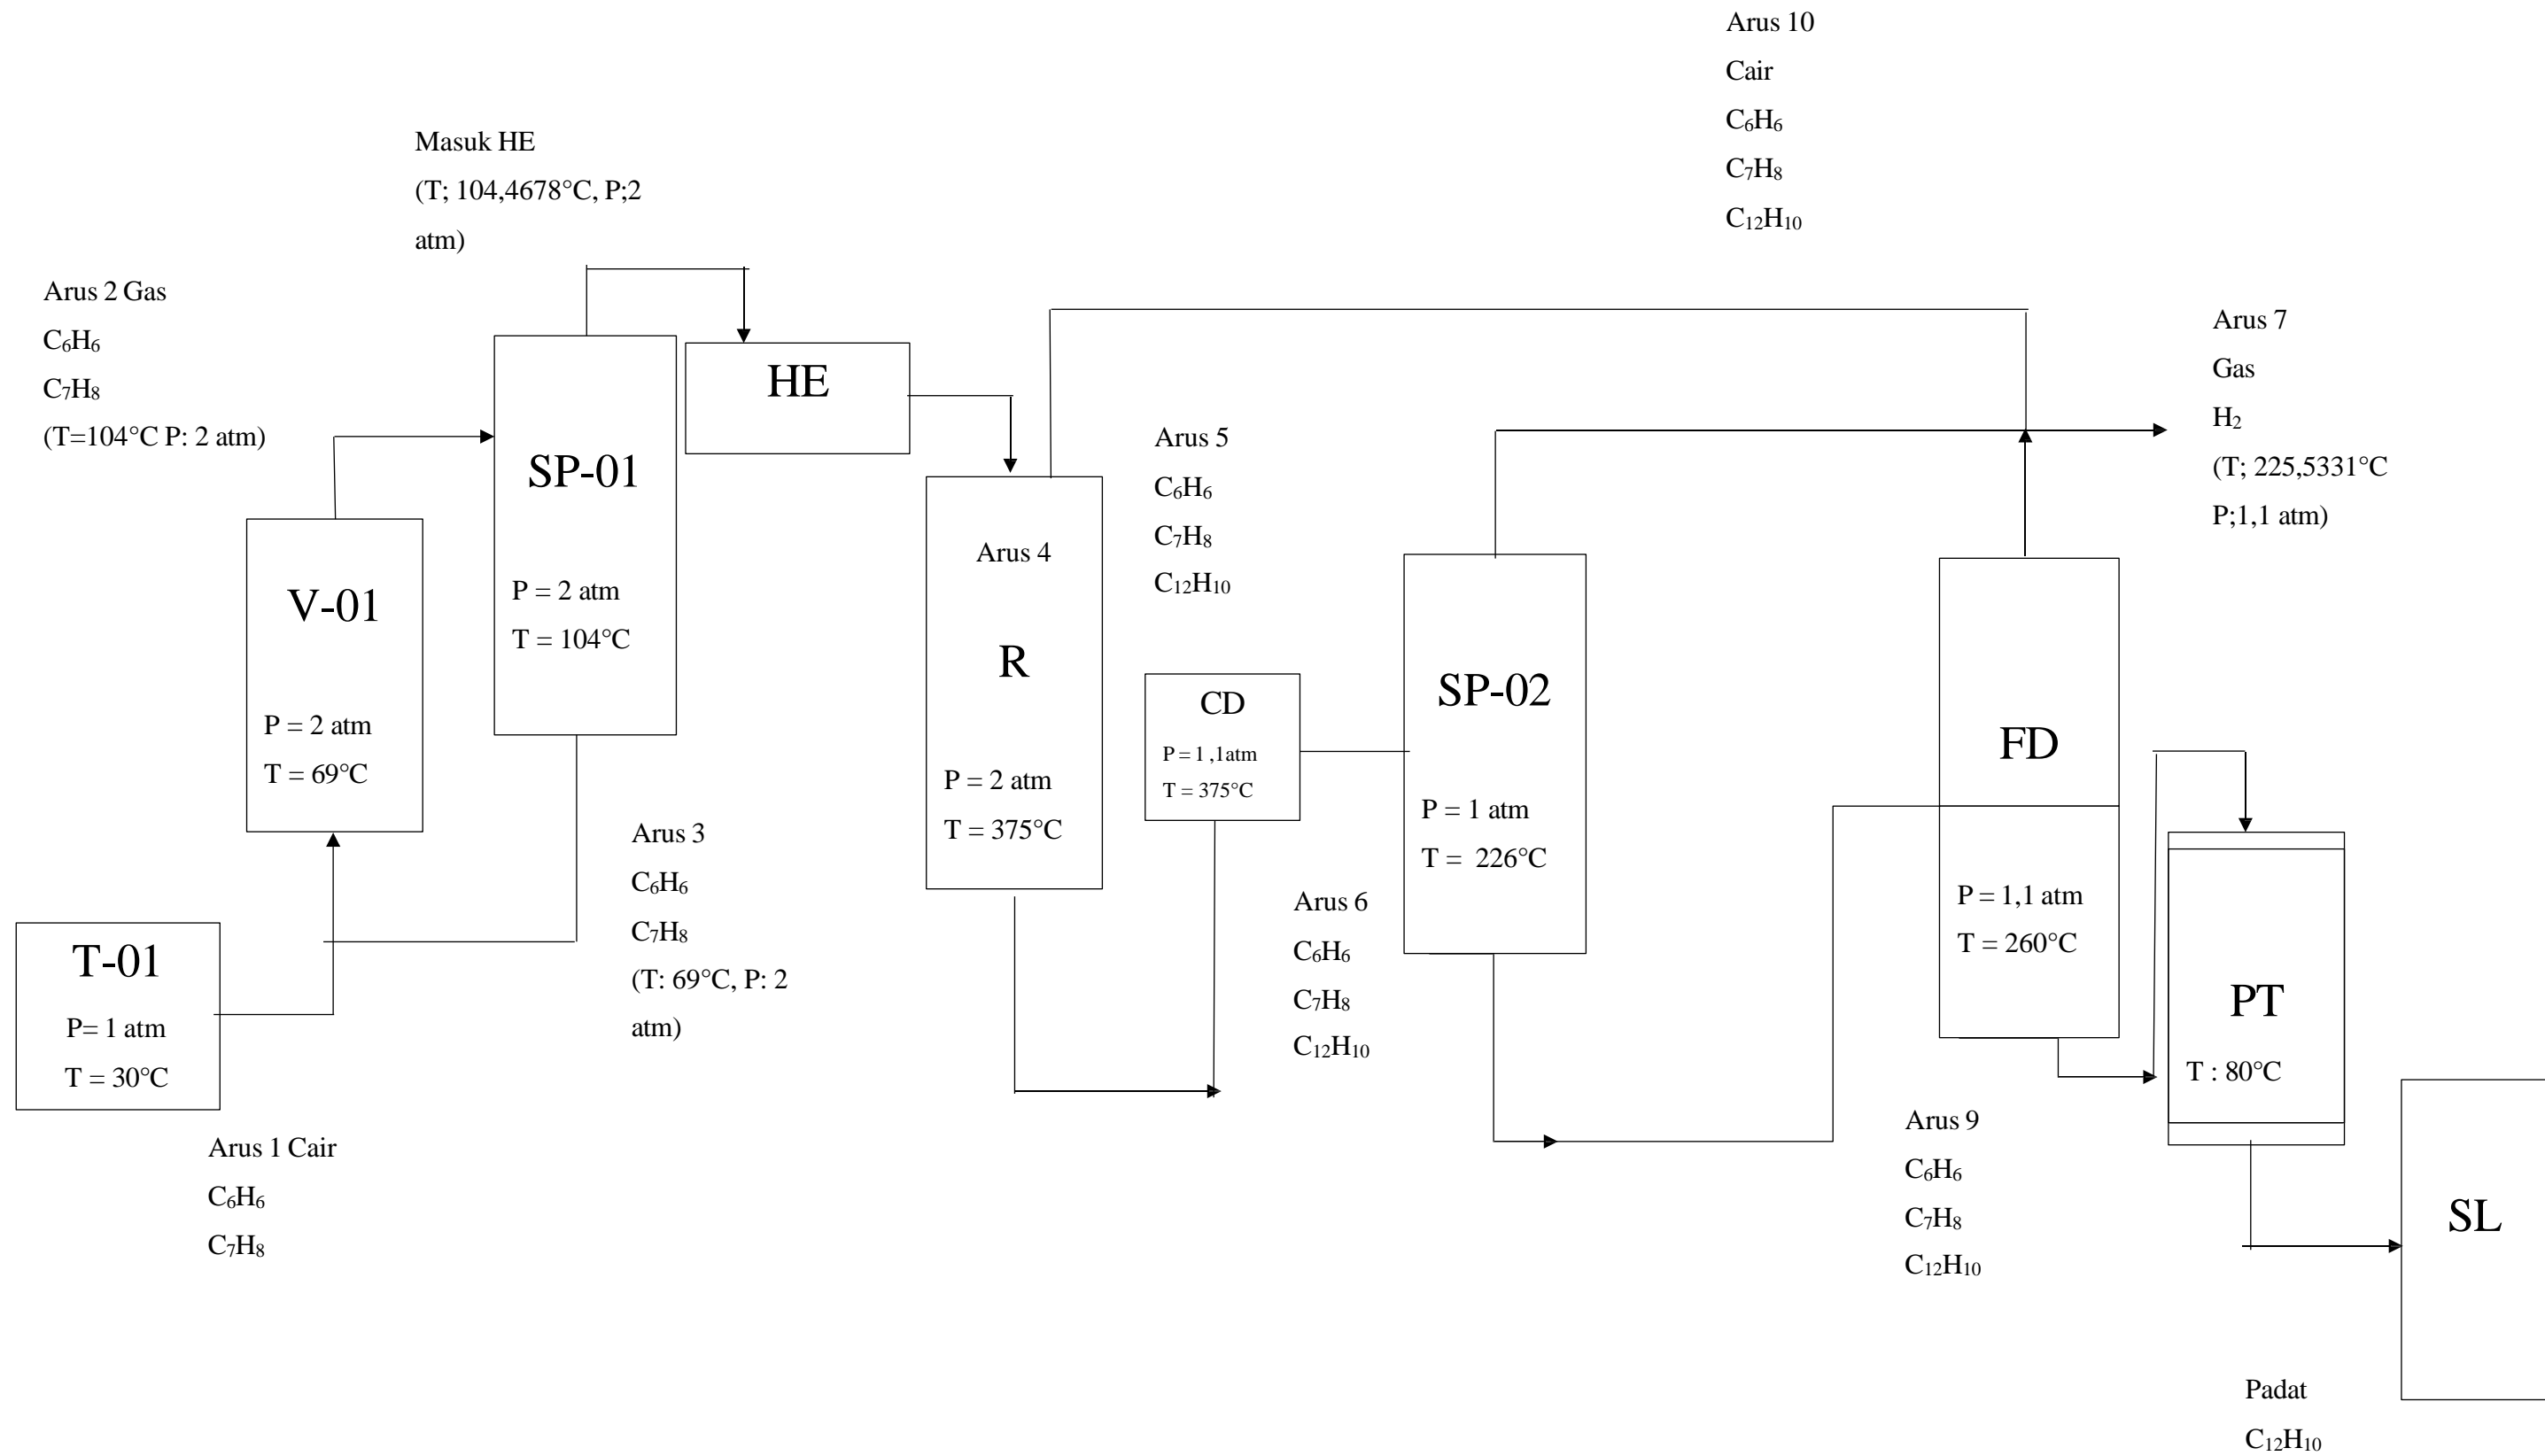 Arus 10
Cair
C₆H₆
C₇H₈
C₁₂H₁₀
Masuk HE
(T; 104,4678°C, P;2
atm)
Arus 2 Gas
C₆H₆
C₇H₈
(T=104°C P: 2 atm)
Arus 7
Gas
H₂
(T; 225,5331°C
P;1,1 atm)
HE
SP-01
P = 2 atm
T = 104°C
V-01
P = 2 atm
T = 69°C
Arus 4
R
P = 2 atm
T = 375°C
Arus 5
C₆H₆
C₇H₈
C₁₂H₁₀
CD
P = 1 ,1atm
T = 375°C
SP-02
P = 1 atm
T =  226°C
FD
P = 1,1 atm
T = 260°C
T-01
P= 1 atm
T = 30°C
Arus 3
C₆H₆
C₇H₈
(T: 69°C, P: 2
atm)
Arus 6
C₆H₆
C₇H₈
C₁₂H₁₀
PT
T : 80°C
Arus 1 Cair
C₆H₆
C₇H₈
Arus 9
C₆H₆
C₇H₈
C₁₂H₁₀
SL
Padat
C₁₂H₁₀